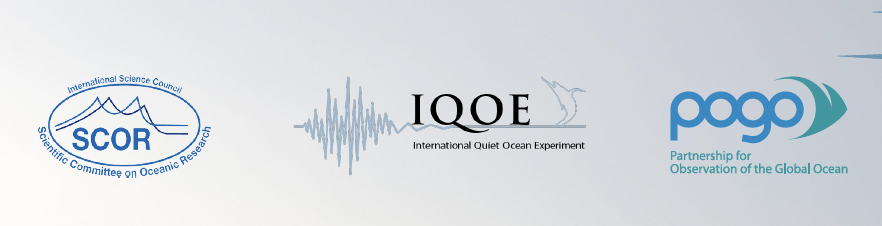 International Science Council
SCOR
Scientific Committee on Oceanic Research
IQOE
International Quiet Ocean Experiment
pogo
Partnership for
Observation of the Global Ocean